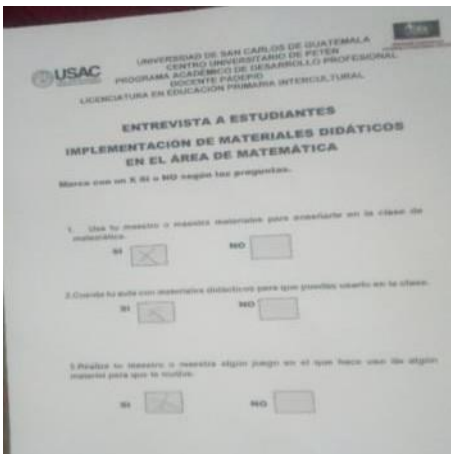 USAC
UNIVERSIDAD DE SAN CARLOS DE GUATEMALA
CENTRO UNIVERSITARIO DE PETEN
PROGRAMA ACADÉMICO DE DESARROLLO PROFESIONAL
DOCENTE PADEP/D
LICENCIATURA EN EDUCACIÓN PRIMARIA INTERCULTURAL
ENTREVISTA A ESTUDIANTES
IMPLEMENTACIÓN DE MATERIALES DIDÁTICOS
EN EL ÁREA DE MATEMÁTICA
Marca con un X SI o NO según las preguntas.
1. Usa tu maestro o maestra materiales para enseñarte en la clase de
matemática.
SI X NO
2.Cuenta tu aula con materiales didácticos para que puedas usarlo en la clase.
SI X NO
3.Realiza tu maestro o maestra algún juego en el que hace uso de algún
material para que te motive.
SI X NO